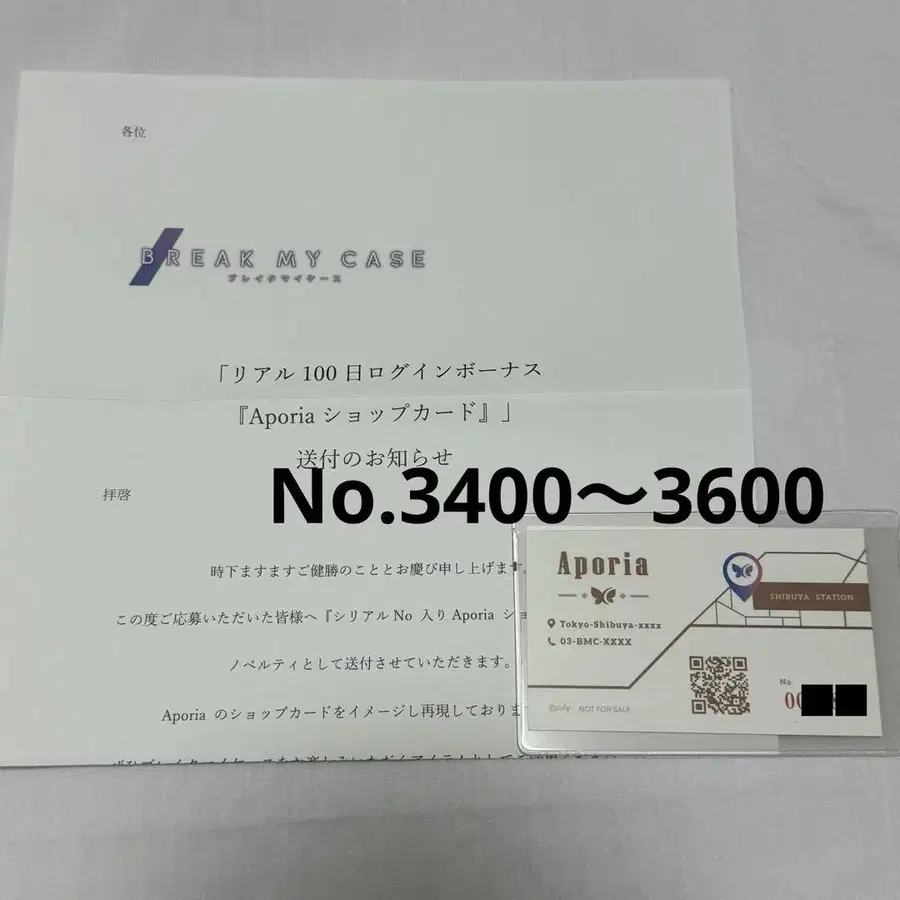 各位
BREAK MY CASE
ブレイクマイケース
「リアル 100 日ログインボーナス
『Aporia ショップカード』」
送付のお知らせ
No.3400〜3600
拝啓
時下ますますご健勝のこととお慶び申し上げます。
この度ご応募いただいた皆様へ『シリアル No 入り Aporia ショ
ノベルティとして送付させていただきます。
Aporia のショップカードをイメージし再現しております
Aporia
SHIBUYA STATION
Tokyo-Shibuya-xxxx
03-BMC-XXXX
No.
00
©coly NOT FOR SALE